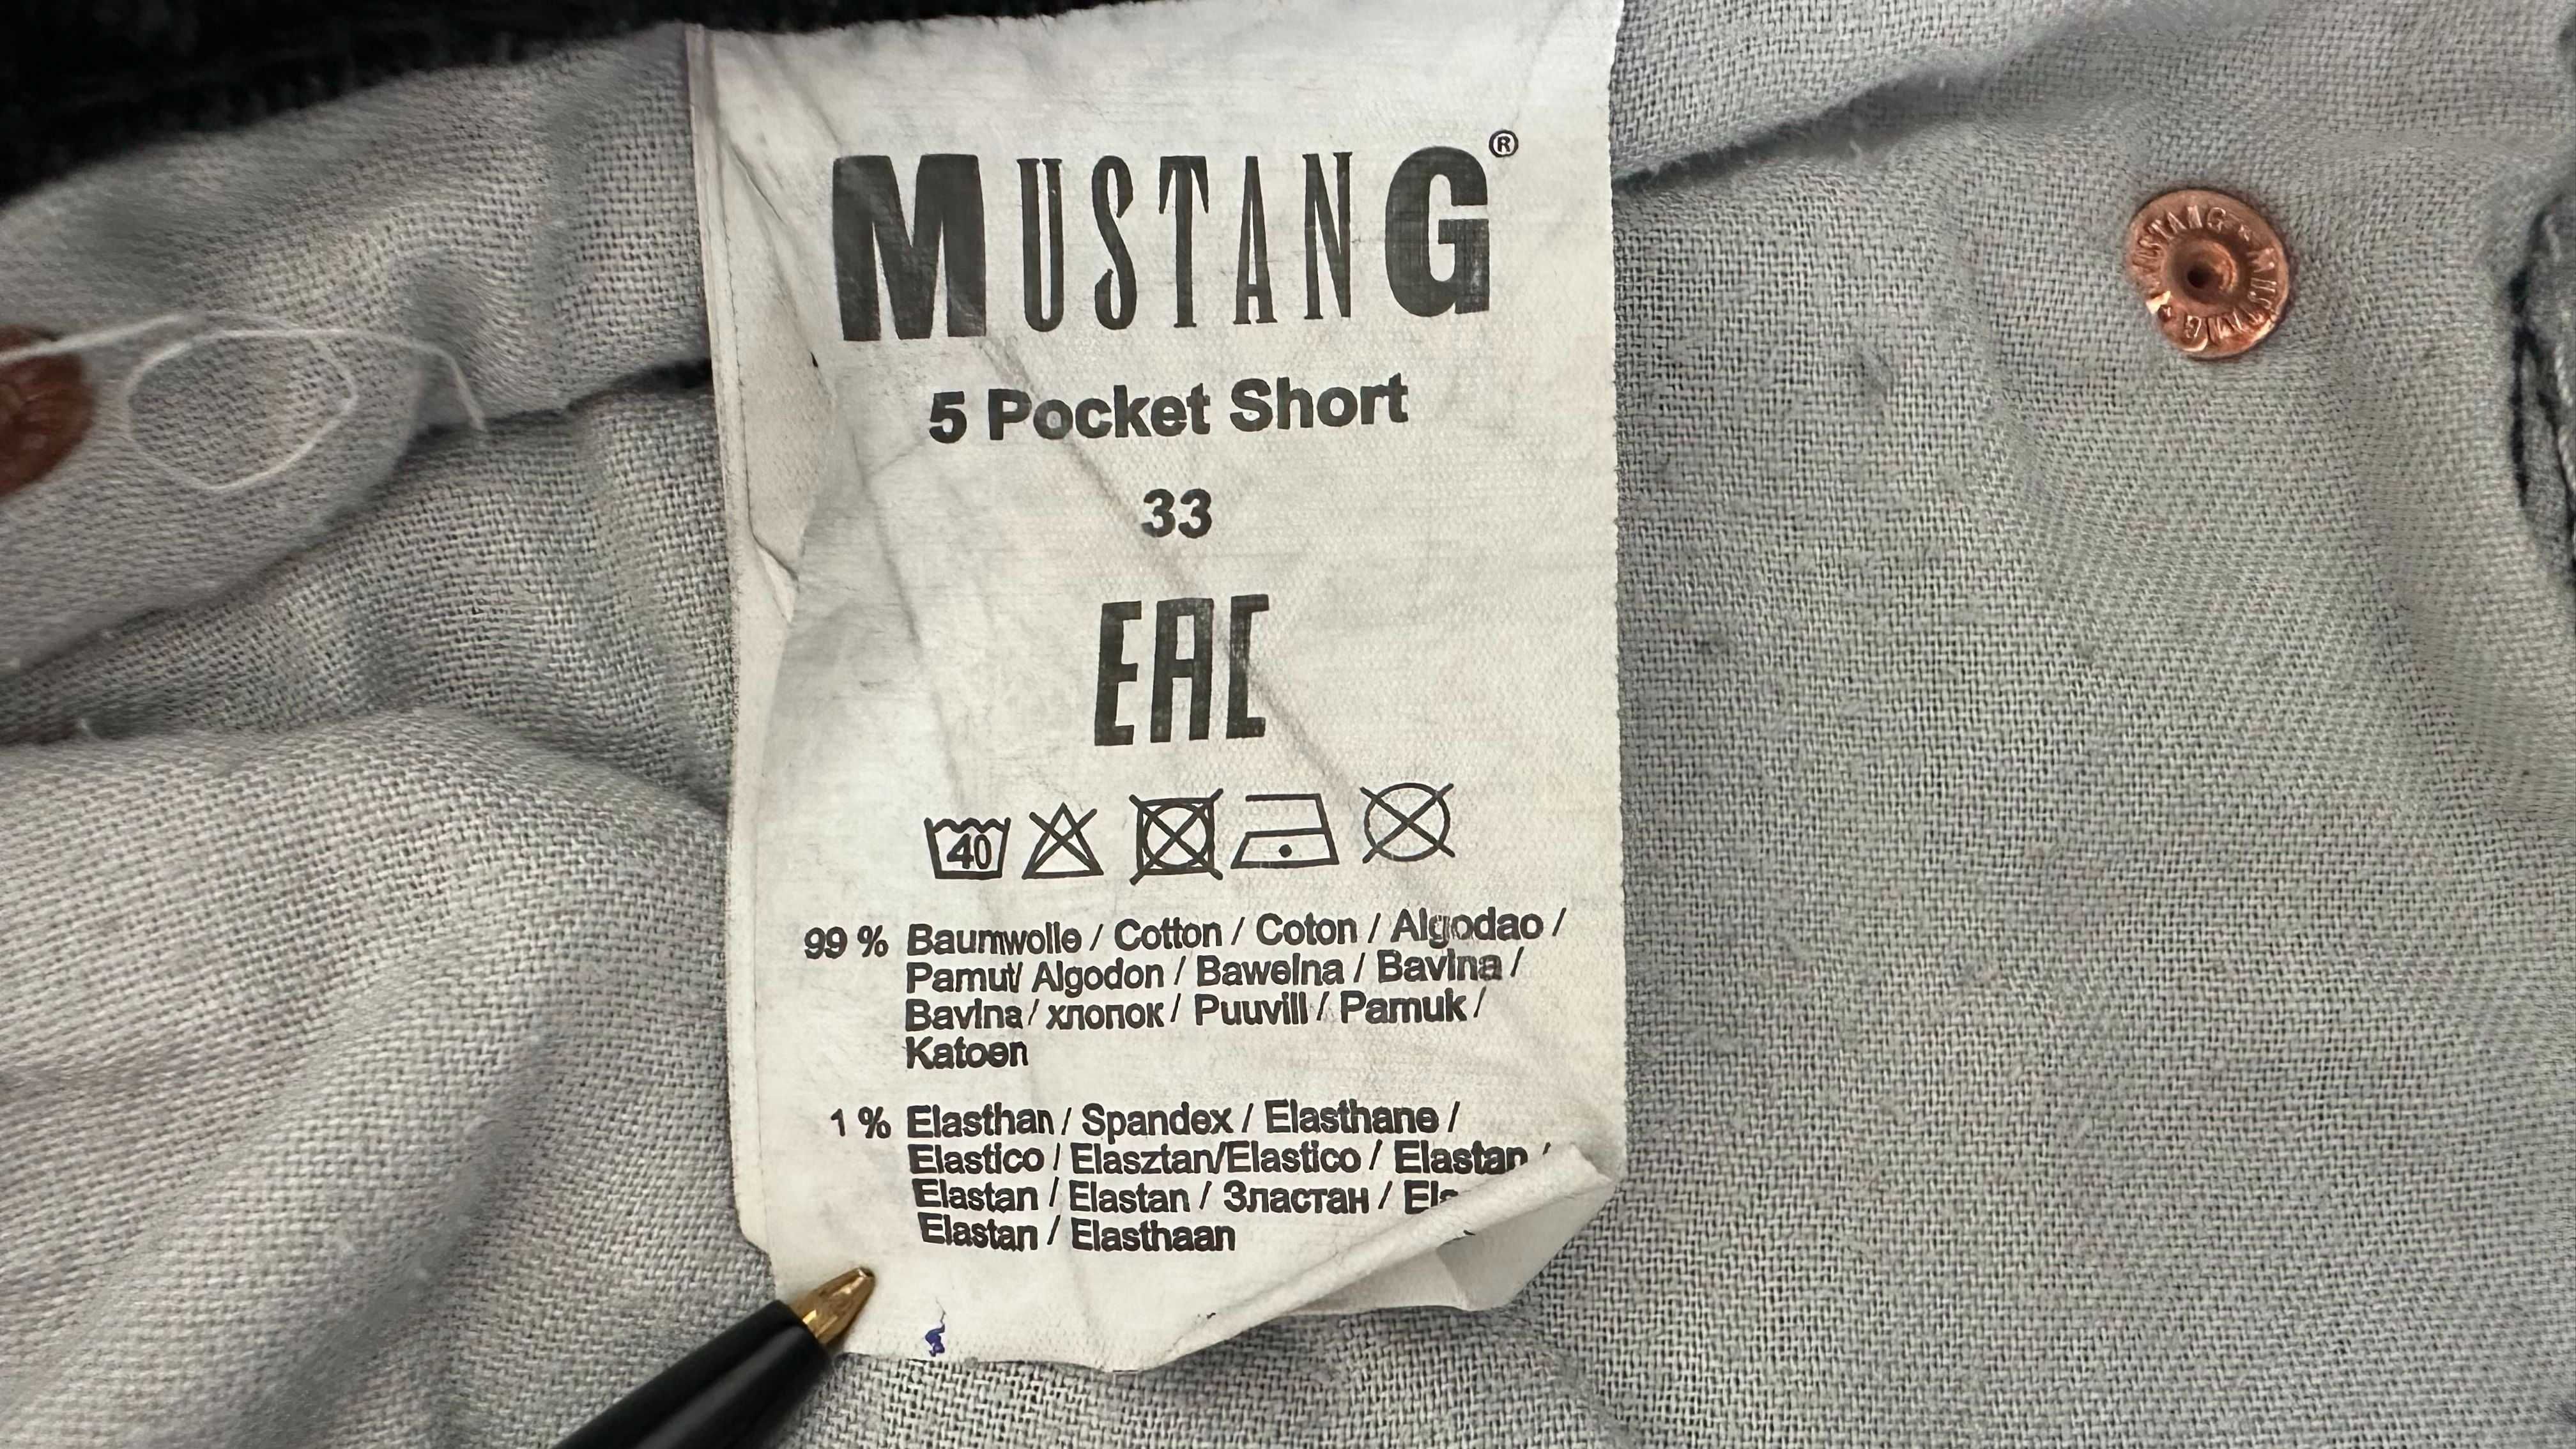 MUSTANG®
5 Pocket Short
33
EAC
40
99 % Baumwolle / Cotton / Coton / Algodao /
Pamut/ Algodon / Bawelna / Bavlna /
Bavlna / хлопок / Puuvill / Pamuk /
Katoen
1 % Elasthan / Spandex / Elasthane /
Elastico / Elasztan/Elastico / Elastan /
Elastan / Elastan / Зластан /
Elastan / Elasthaan
MUSTANG * MUSTANG *